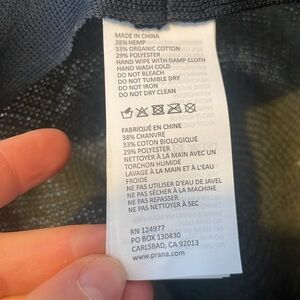 MADE IN CHINA
38% HEMP
33% ORGANIC COTTON
29% POLYESTER
HAND WIPE WITH DAMP CLOTH
HAND WASH COLD
DO NOT BLEACH
DO NOT TUMBLE DRY
DO NOT IRON
DO NOT DRY CLEAN
FABRIQUÉ EN CHINE
38% CHANVRE
33% COTON BIOLOGIQUE
29% POLYESTER
NETTOYER À LA MAIN AVEC UN
TORCHON HUMIDE
LAVAGE À LA MAIN ET À L'EAU
FROIDE
NE PAS UTILISER D'EAU DE JAVEL
NE PAS SÉCHER À LA MACHINE
NE PAS REPASSER
NE PAS NETTOYER À SEC
RN 124977
PO BOX 130430
CARLSBAD, CA 92013
www.prana.com